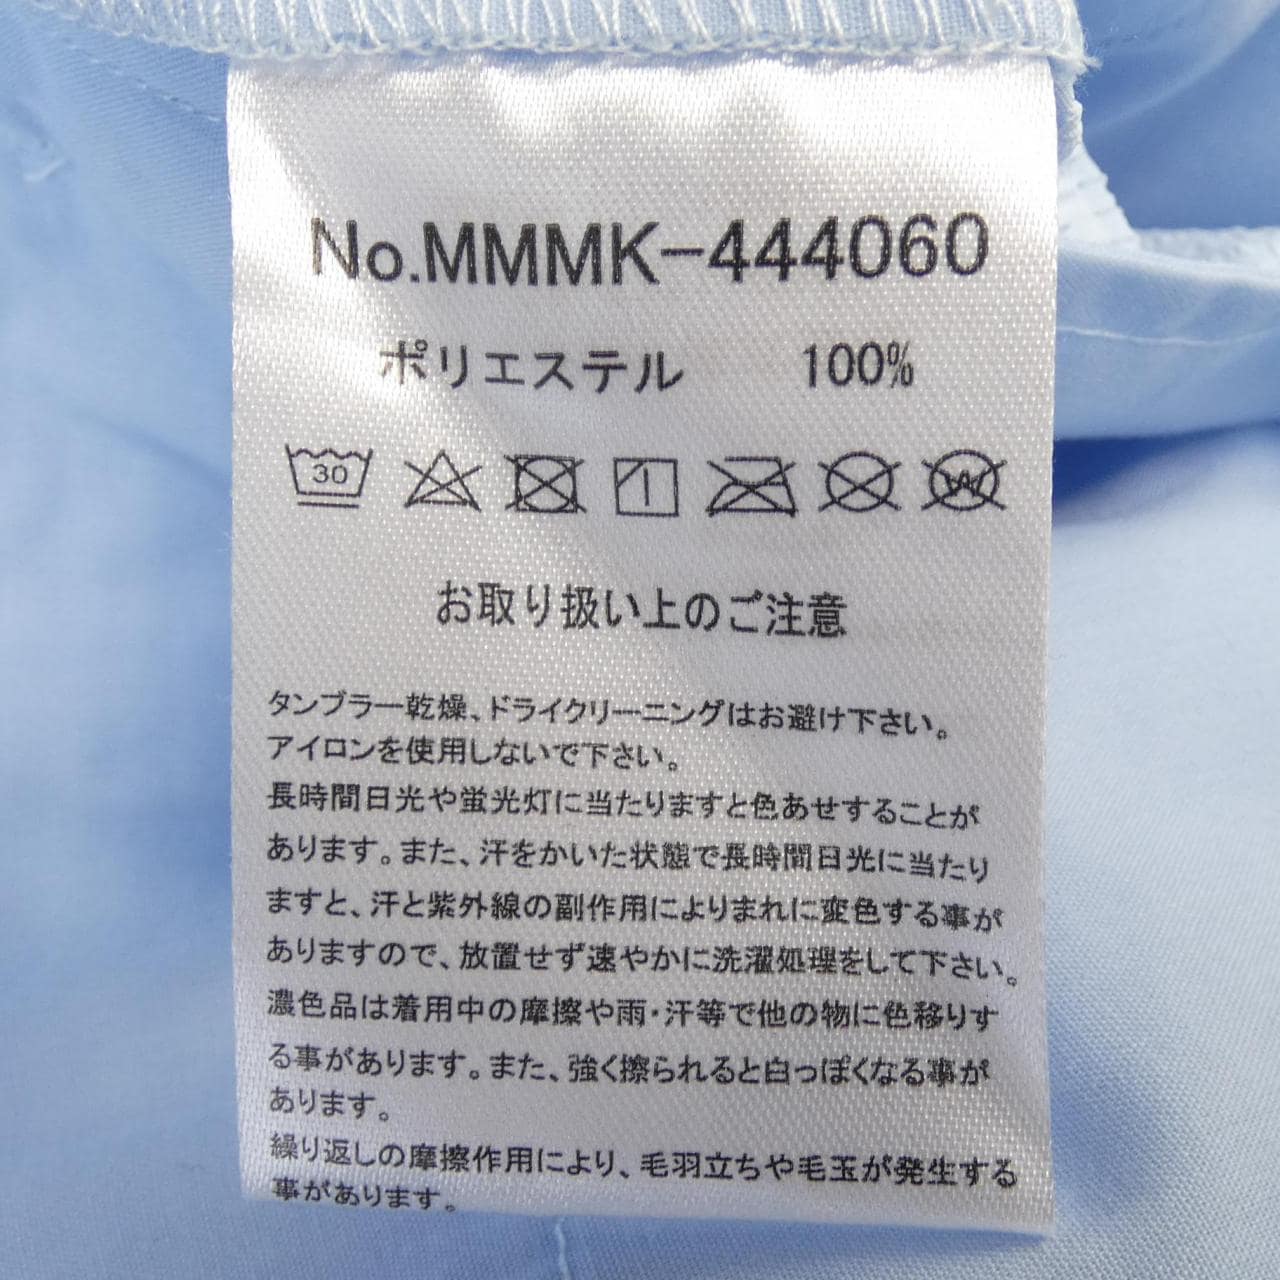 No.MMMK-444060
ポリエステル 100%
30
W
お取り扱い上のご注意
タンブラー乾燥、ドライクリーニングはお避け下さい。
アイロンを使用しないで下さい。
長時間日光や蛍光灯に当たりますと色あせすることが
あります。また、汗をかいた状態で長時間日光に当たり
ますと、汗と紫外線の副作用によりまれに変色する事が
ありますので、放置せず速やかに洗濯処理をして下さい。
濃色品は着用中の摩擦や雨・汗等で他の物に色移りす
る事があります。また、強く擦られると白っぽくなる事が
あります。
繰り返しの摩擦作用により、毛羽立ちや毛玉が発生する
事があります。